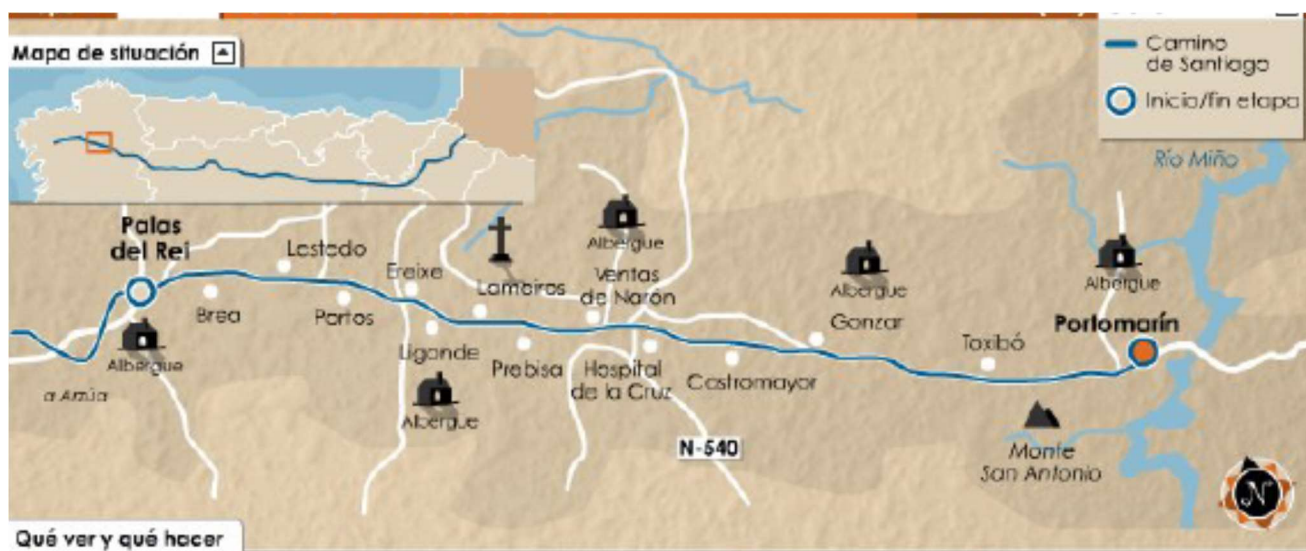 Mapa de situación
Camino
de Santiago
Inicio/fin etapa
Río Miño
Palas
del Rei
Lestedo
Ereixe
Lameiros
Albergue
Ventas
de Narón
Albergue
Albergue
Brea
Portos
Ligonde
Prebisa
Hospital
de la Cruz
Castromayor
Gonzar
Toxibó
Portomarín
Albergue
a Arzúa
Albergue
N-540
Monte
San Antonio
N
Qué ver y qué hacer